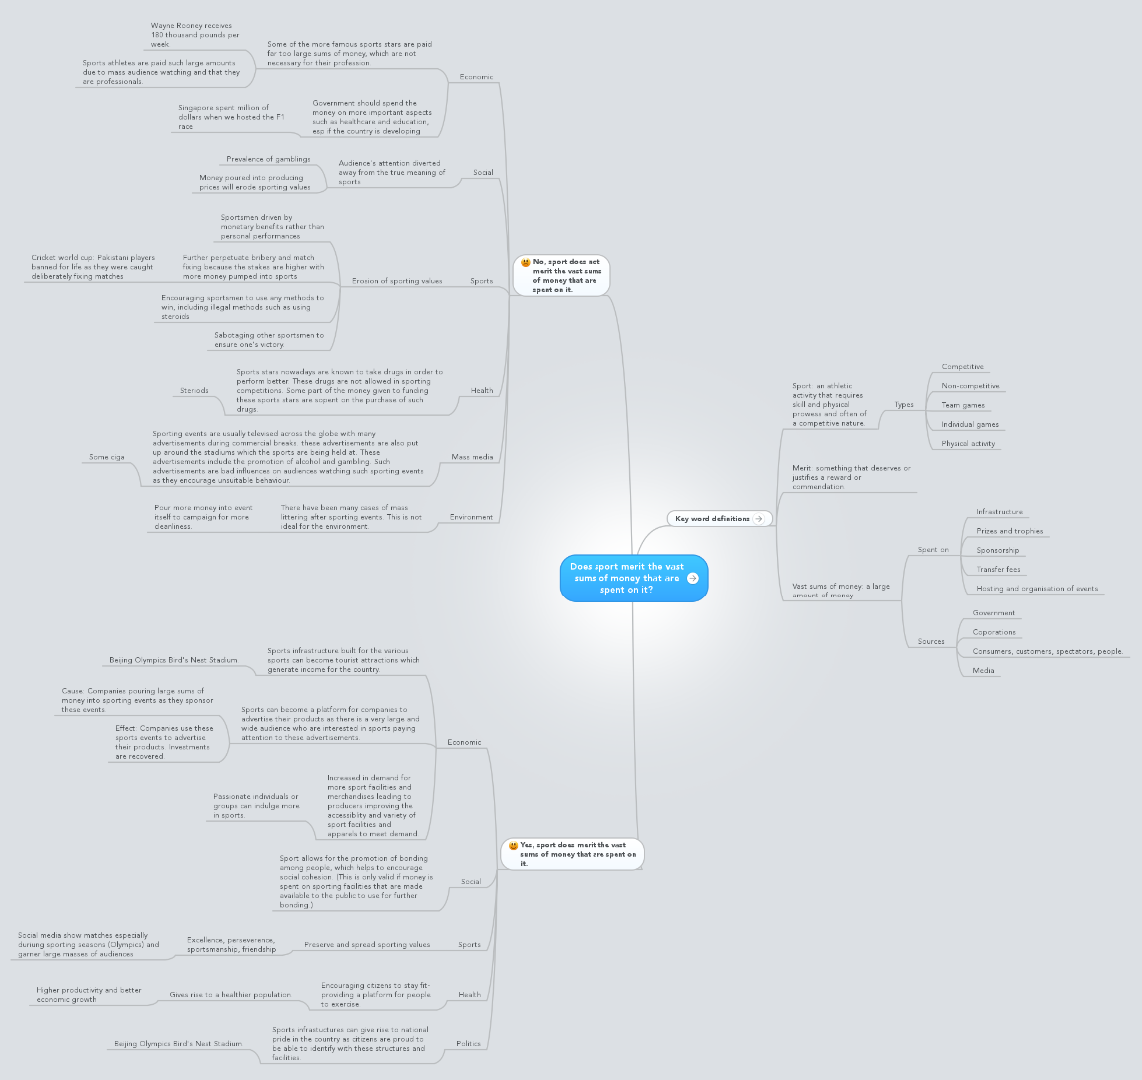 Wayne Rooney receives
180 thousand pounds per
week
Sports athletes are paid such large amounts
due to mass audience watching and that they
are professionals.
Some of the more famous sports stars are paid
far too large sums of money, which are not
necessary for their profession
Economic
Singapore spent million of
dollars when we hosted the F1
race
Government should spend the
money on more important aspects
such as healthcare and education,
esp if the country is developing
Prevalence of gamblings
Money poured into producing
prices will erode sporting values
Audience's attention diverted
away from the true meaning of
sports
Social
Sportsmen driven by
monetary benefits rather than
personal performances
Cricket world cup: Pakistani players
banned for life as they were caught
deliberately fixing matches
Further perpetuate bribery and match
fixing because the stakes are higher with
more money pumped into sports
Encouraging sportsmen to use any methods to
win, including illegal methods such as using
steroids
Sabotaging other sportsmen to
ensure one's victory
Erosion of sporting values
Sports
Steriods
Sports stars nowadays are known to take drugs in order to
perform better. These drugs are not allowed in sporting
competitions. Some part of the money given to funding
these sports stars are sopent on the purchase of such
drugs.
Health
Some ciga
Sporting events are usually televised across the globe with many
advertisements during commercial breaks. these advertisements are also put
up around the stadiums which the sports are being held at. These
advertisements include the promotion of alcohol and gambling. Such
advertisements are bad influences on audiences watching such sporting events
as they encourage unsuitable behaviour.
Mass media
Pour more money into event
itself to campaign for more
cleanliness.
There have been many cases of mass
littering after sporting events. This is not
ideal for the environment.
Environment
No, sport does not
merit the vast sums
of money that are
spent on it.
Does sport merit the vast
sums of money that are
spent on it?
Key word definitions
Sport: an athletic
activity that requires
skill and physical
prowess and often of
a competitive nature.
Types
Competitive
Non-competitive
Team games
Individual games
Physical activity
Merit: something that deserves or
justifies a reward or
commendation
Vast sums of money: a large
amount of money
Spent on
Infrastructure
Prizes and trophies
Sponsorship
Transfer fees
Hosting and organisation of events
Sources
Government
Coporations
Consumers, customers, spectators, people.
Media
Beijing Olympics Bird's Nest Stadium
Sports infrastructure built for the various
sports can become tourist attractions which
generate income for the country.
Cause: Companies pouring large sums of
money into sporting events as they sponsor
these events.
Effect: Companies use these
sports events to advertise
their products. Investments
are recovered
Sports can become a platform for companies to
advertise their products as there is a very large and
wide audience who are interested in sports paying
attention to these advertisements.
Economic
Passionate individuals or
groups can indulge more
in sports.
Increased in demand for
more sport facilities and
merchandises leading to
producers improving the
accessiblity and variety of
sport facilities and
apparels to meet demand
Yes, sport does merit the vast
sums of money that are spent on
it.
Sport allows for the promotion of bonding
among people, which helps to encourage
social cohesion. (This is only valid if money is
spent on sporting facilities that are made
available to the public to use for further
bonding.)
Social
Social media show matches especially
duriung sporting seasons (Olympics) and
garner large masses of audiences
Excellence, perseverence,
sportsmanship, friendship
Preserve and spread sporting values
Sports
Higher productivity and better
economic growth
Gives rise to a healthier population
Encouraging citizens to stay fit-
providing a platform for people
to exercise
Health
Beijing Olympics Bird's Nest Stadium
Sports infrastuctures can give rise to national
pride in the country as citizens are proud to
be able to identify with these structures and
facilities.
Politics